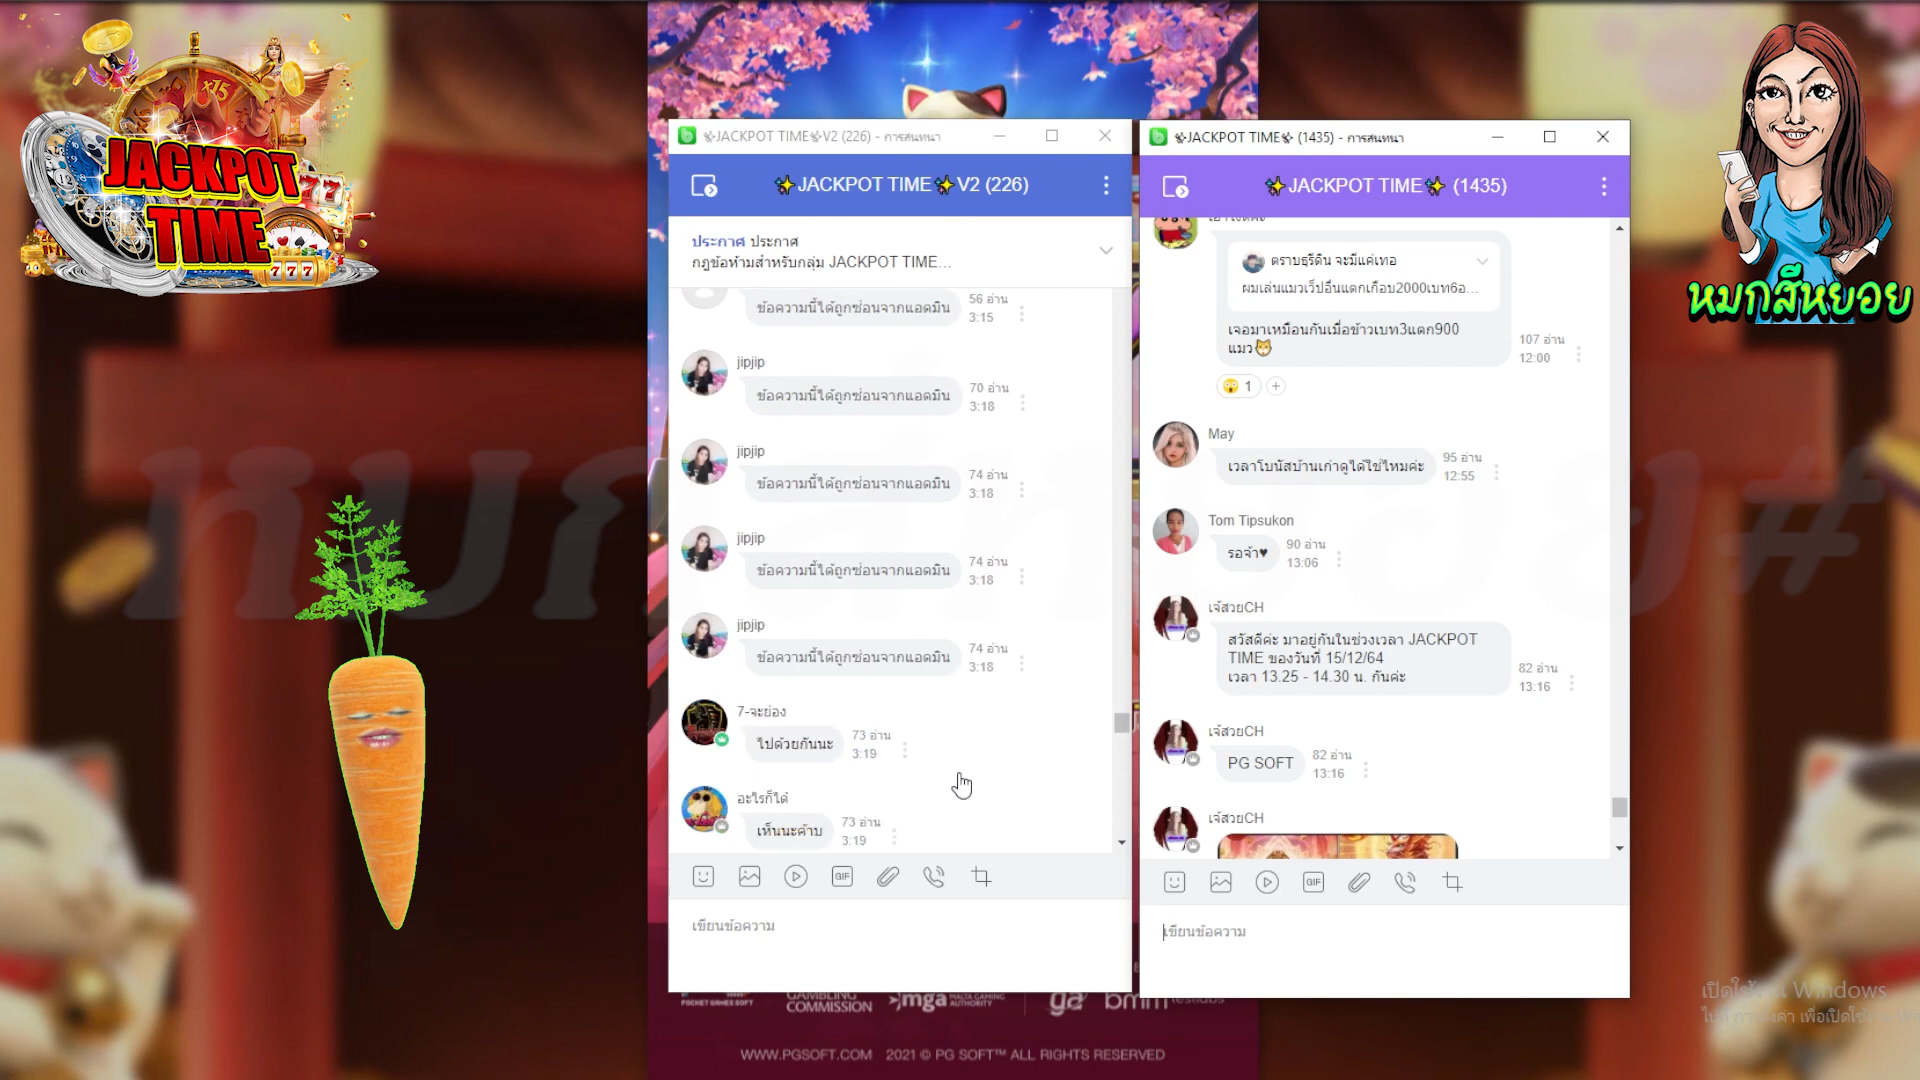 JACKPOT
TIME
หมกสีหยอย
✨JACKPOT TIME✨V2 (226) - การสนทนา
✨JACKPOT TIME✨V2 (226)
ประกาศ ประกาศ
กฎข้อห้ามสำหรับกลุ่ม JACKPOT TIME...
ข้อความนี้ได้ถูกซ่อนจากแอดมิน
56 อ่าน
3:15
jipjip
ข้อความนี้ได้ถูกซ่อนจากแอดมิน
70 อ่าน
3:18
jipjip
ข้อความนี้ได้ถูกซ่อนจากแอดมิน
74 อ่าน
3:18
jipjip
ข้อความนี้ได้ถูกซ่อนจากแอดมิน
74 อ่าน
3:18
jipjip
ข้อความนี้ได้ถูกซ่อนจากแอดมิน
74 อ่าน
3:18
7-จะย่อง
ไปด้วยกันนะ
73 อ่าน
3:19
อะไรก็ได้
เห็นนะค้าบ
73 อ่าน
3:19
GIF
เขียนข้อความ
✨JACKPOT TIME✨ (1435) - การสนทนา
✨JACKPOT TIME✨ (1435)
ตราบธุรีดิน จะมีแค่เทอ
ผมเล่นแมวเว็ปอื่นแตกเกือบ2000เบท6อ...
เจอมาเหมือนกันเมื่อข้าวเบท3แตก900
แมว🐱
107 อ่าน
12:00
1
May
เวลาโบนัสบ้านเก่าดูได้ใช่ไหมค่ะ
95 อ่าน
12:55
Tom Tipsukon
รอจ้า♥
90 อ่าน
13:06
เจ้สวยCH
สวัสดีค่ะ มาอยู่กันในช่วงเวลา JACKPOT
TIME ของวันที่ 15/12/64
เวลา 13.25 - 14.30 น. กันค่ะ
82 อ่าน
13:16
เจ้สวยCH
PG SOFT
82 อ่าน
13:16
เจ้สวยCH
GIF
เขียนข้อความ
POCKET GAMES SOFT
GAMBLING
COMMISSION
mga MALTA GAMING
AUTHORITY
ga
bmm testlabs
WWW.PGSOFT.COM 2021 © PG SOFT™ ALL RIGHTS RESERVED
Windows